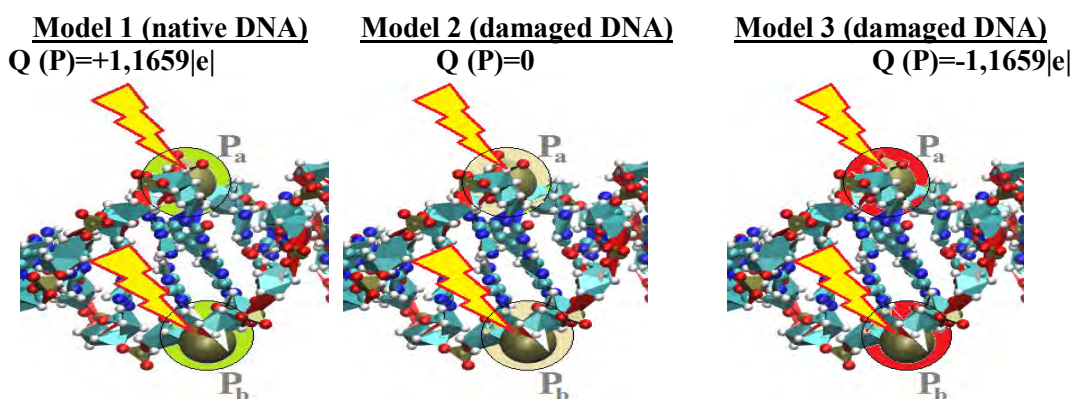 Model 1 (native DNA) Model 2 (damaged DNA) Model 3 (damaged DNA)
Q (P)=+1,1659|e| Q (P)=0 Q (P)=-1,1659|e|
Pa Pa Pa
Pb Pb Pb